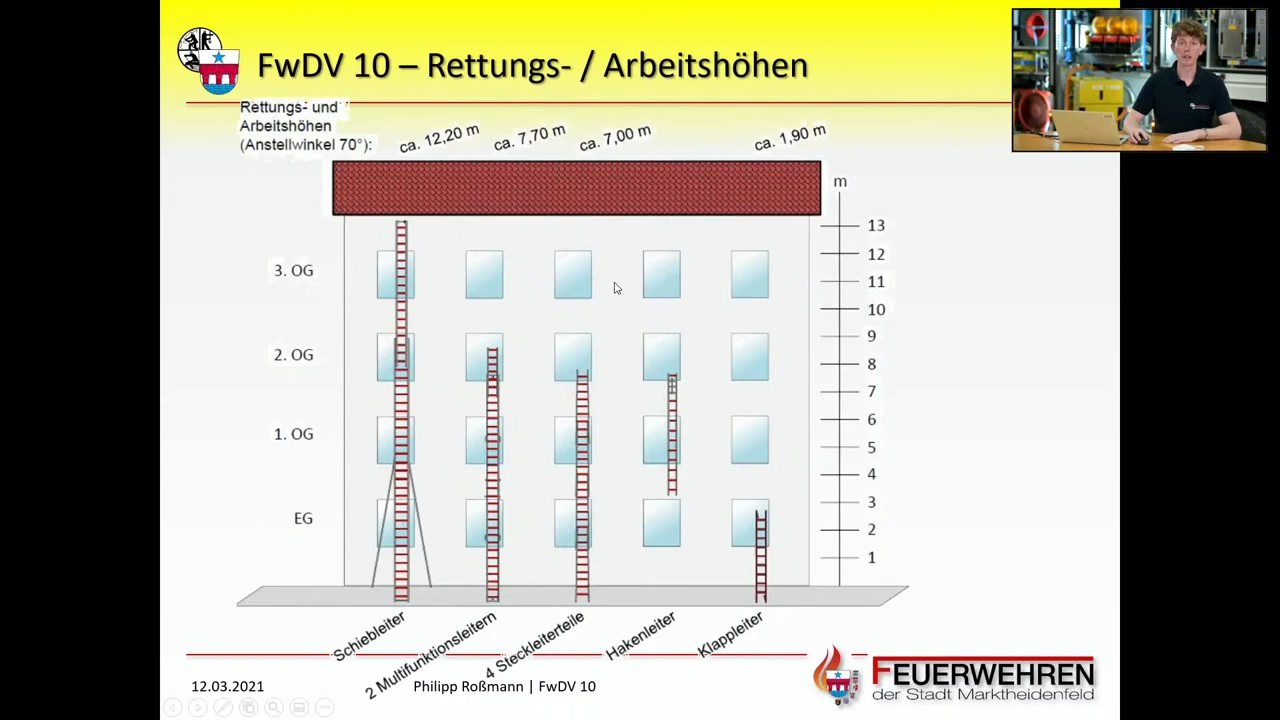 FwDV 10 – Rettungs- / Arbeitshöhen
Rettungs- und
Arbeitshöhen
(Anstellwinkel 70°):
ca. 12,20 m
ca. 7,70 m
ca. 7,00 m
ca. 1,90 m
m
13
12
11
10
9
8
7
6
5
4
3
2
1
3. OG
2. OG
1. OG
EG
Schiebleiter
2 Multifunktionsleitern
4 Steckleiterteile
Hakenleiter
Klappleiter
12.03.2021
Philipp Roßmann | FwDV 10
FEUERWEHREN
der Stadt Marktheidenfeld